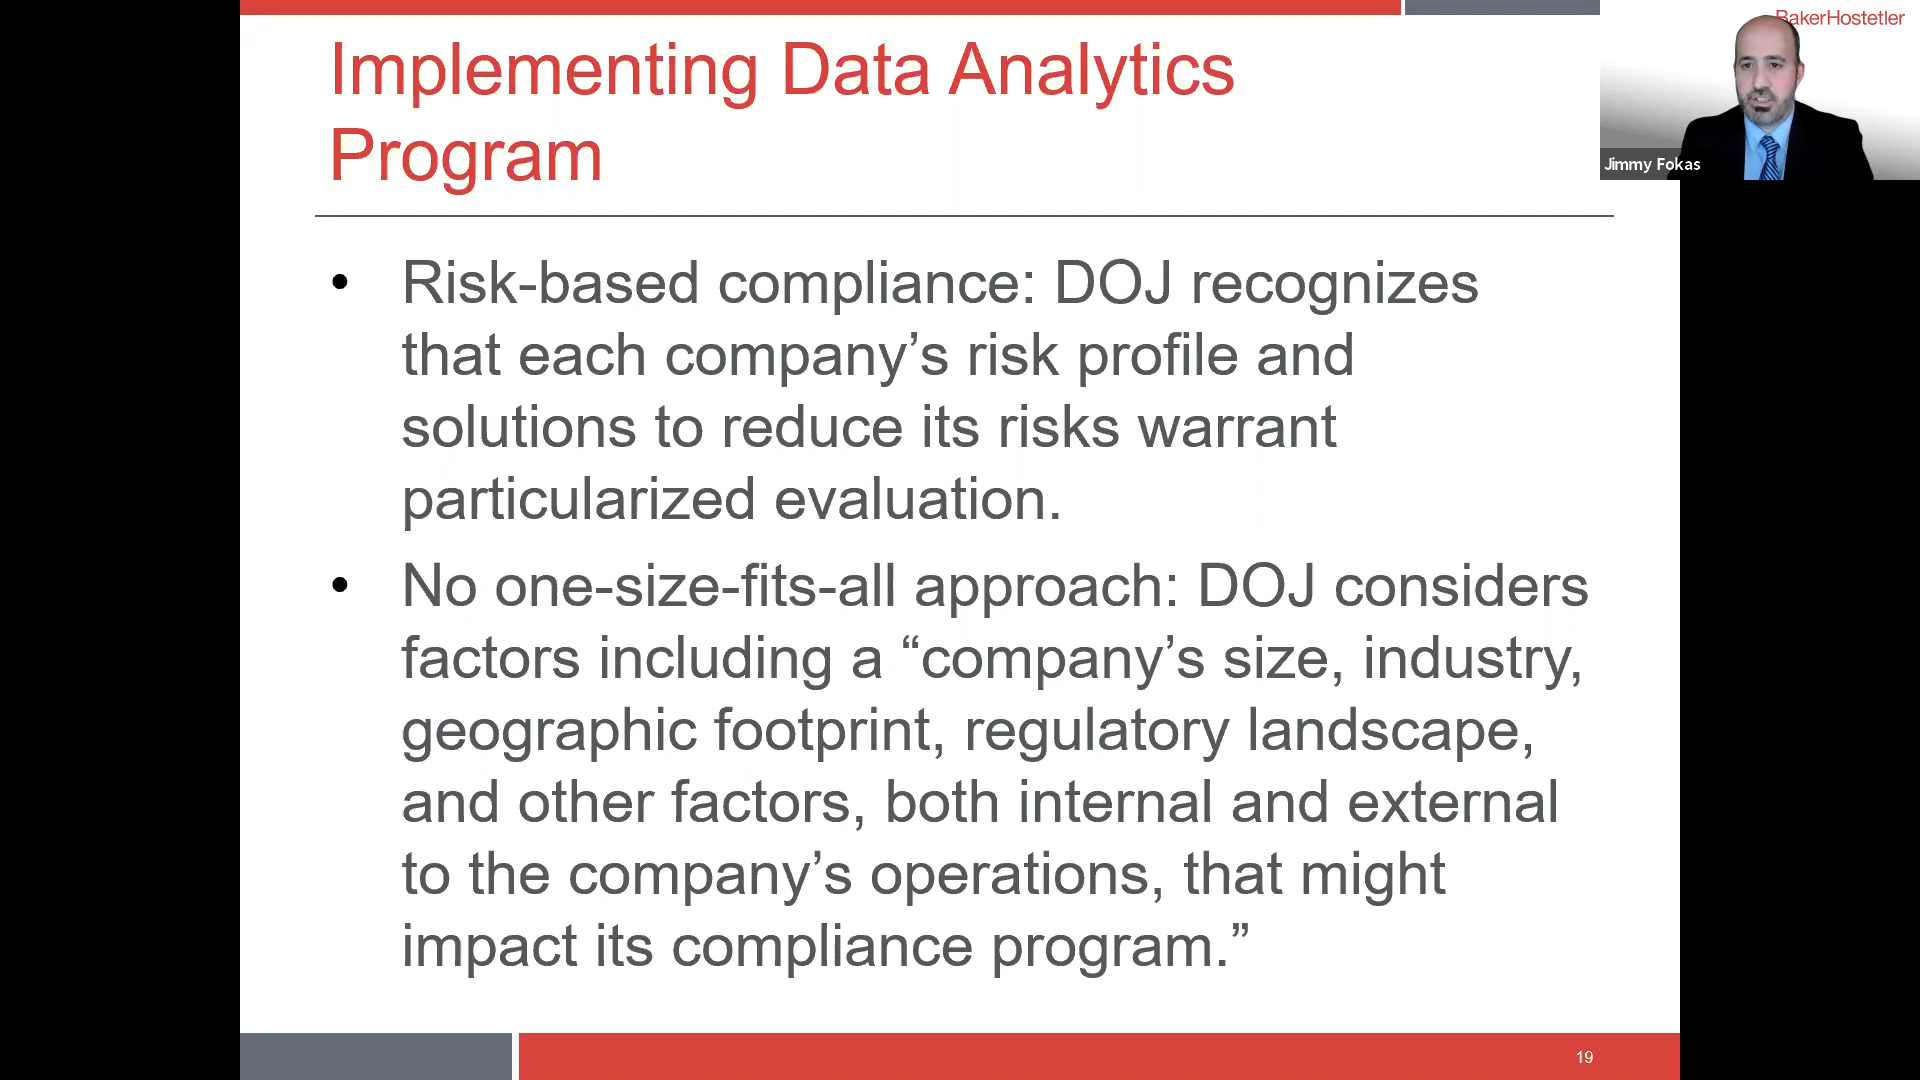 Implementing Data Analytics
Program
BakerHostetler
Jimmy Fokas
• Risk-based compliance: DOJ recognizes
that each company’s risk profile and
solutions to reduce its risks warrant
particularized evaluation.
• No one-size-fits-all approach: DOJ considers
factors including a “company’s size, industry,
geographic footprint, regulatory landscape,
and other factors, both internal and external
to the company’s operations, that might
impact its compliance program.”
19